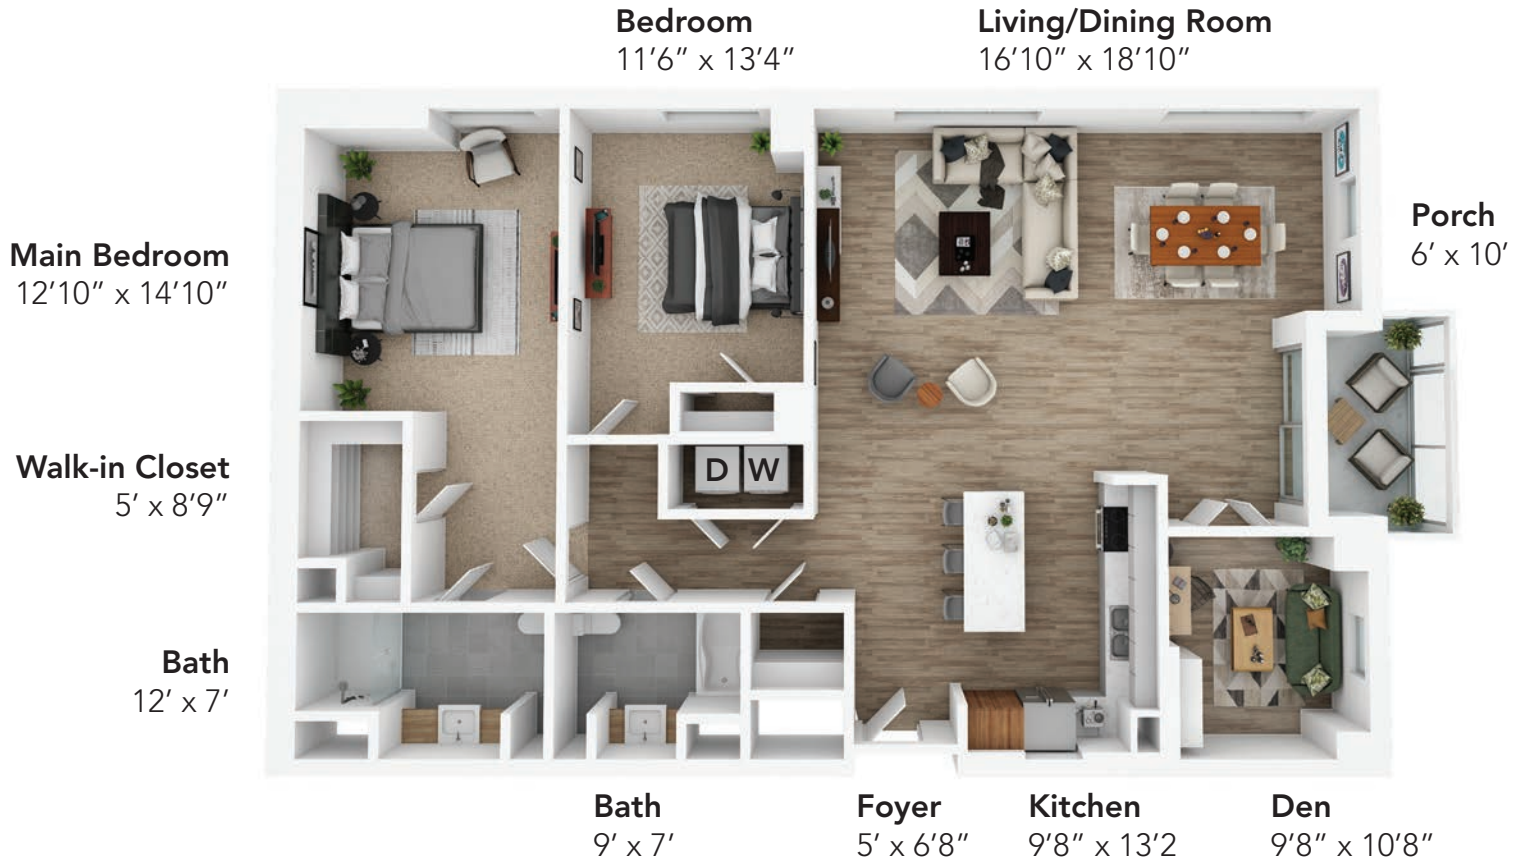 Bedroom
11’6” x 13’4”
Living/Dining Room
16’10” x 18’10”
Porch
6’ x 10’
Main Bedroom
12’10” x 14’10”
Walk-in Closet
5’ x 8’9”
D W
Bath
12’ x 7’
Bath
9’ x 7’
Foyer
5’ x 6’8”
Kitchen
9’8” x 13’2
Den
9’8” x 10’8”